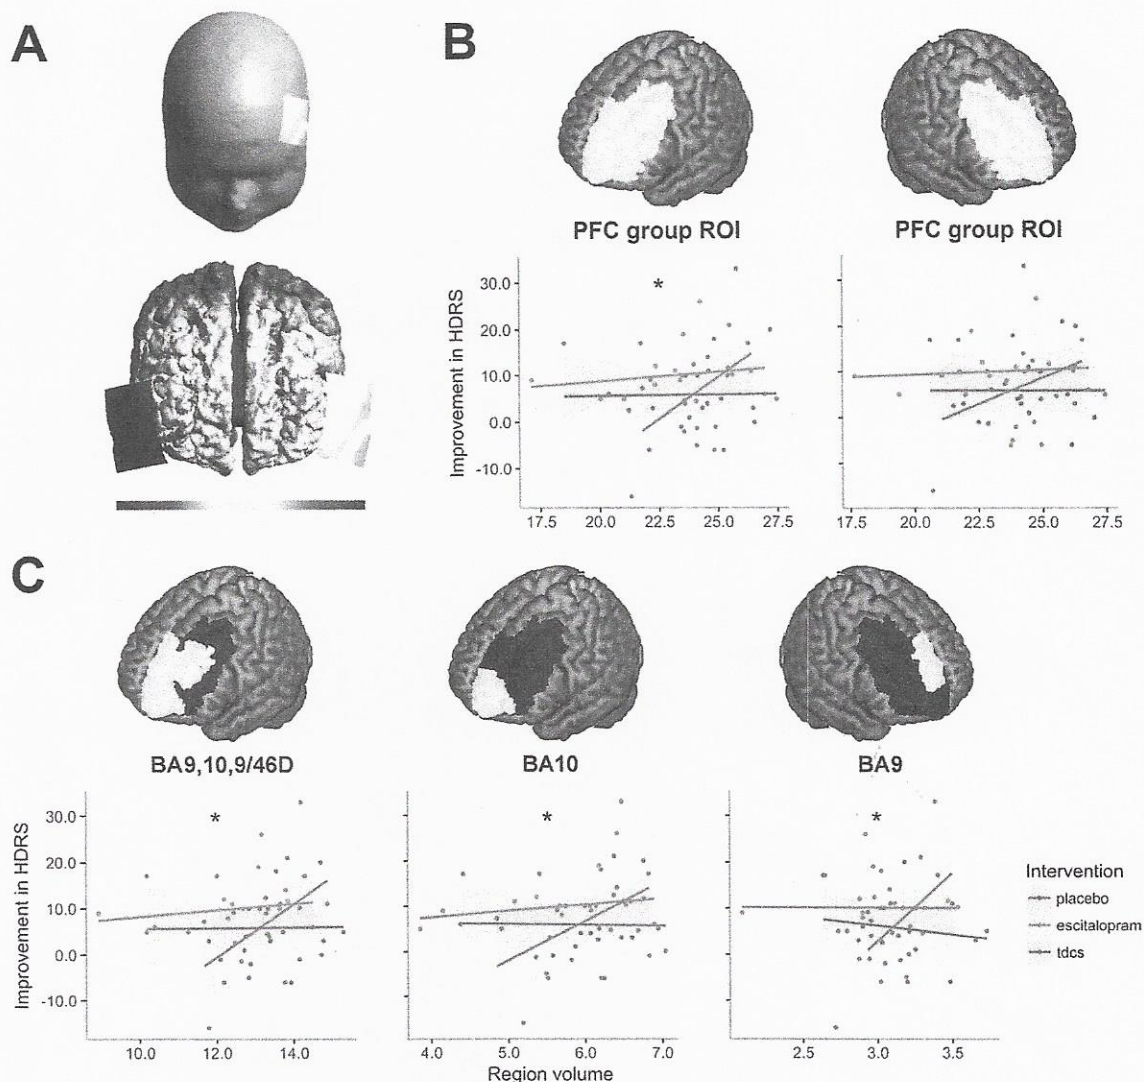 A
B
PFC group ROI
PFC group ROI
Improvement in HDRS
30.0
20.0
10.0
0.0
-10.0
*
17.5 20.0 22.5 25.0 27.5
17.5 20.0 22.5 25.0 27.5
C
BA9,10,9/46D
BA10
BA9
Improvement in HDRS
30.0
20.0
10.0
0.0
-10.0
*
*
*
10.0 12.0 14.0
4.0 5.0 6.0 7.0
2.5 3.0 3.5
Region volume
Intervention
placebo
escitalopram
tdcs